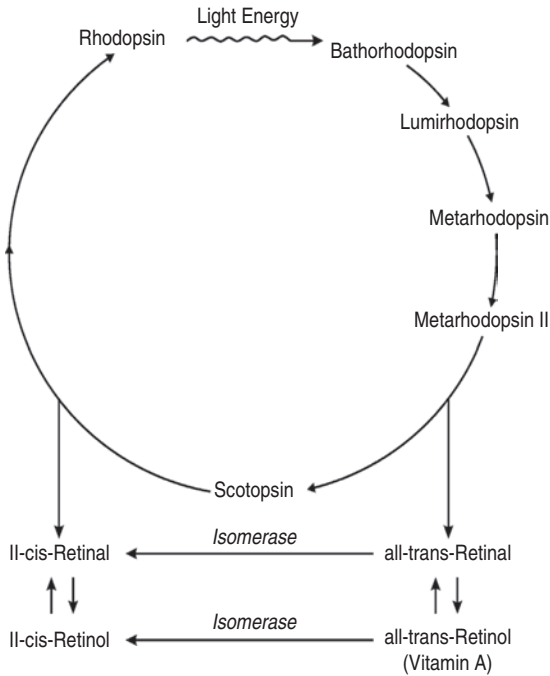 Light Energy
Rhodopsin
Bathorhodopsin
Lumirhodopsin
Metarhodopsin
Metarhodopsin II
Scotopsin
Isomerase
II-cis-Retinal
all-trans-Retinal
Isomerase
II-cis-Retinol
all-trans-Retinol
(Vitamin A)